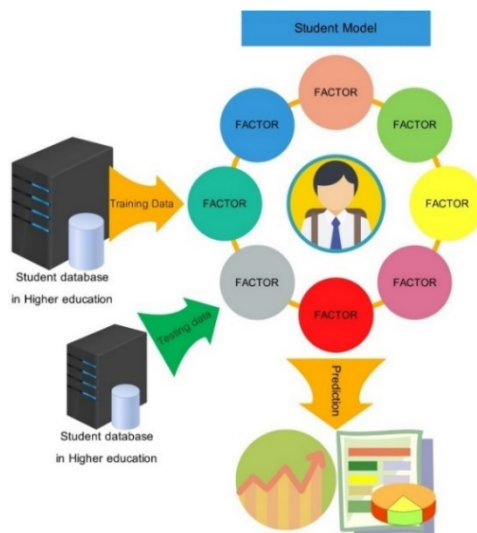 Student Model
FACTOR
FACTOR
FACTOR
FACTOR
FACTOR
FACTOR
FACTOR
FACTOR
Training Data
Student database
in Higher education
Testing data
Student database
in Higher education
Prediction